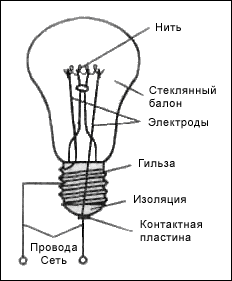 Нить
Стеклянный
балон
Электроды
Гильза
Изоляция
Контактная
пластина
Провода
Сеть